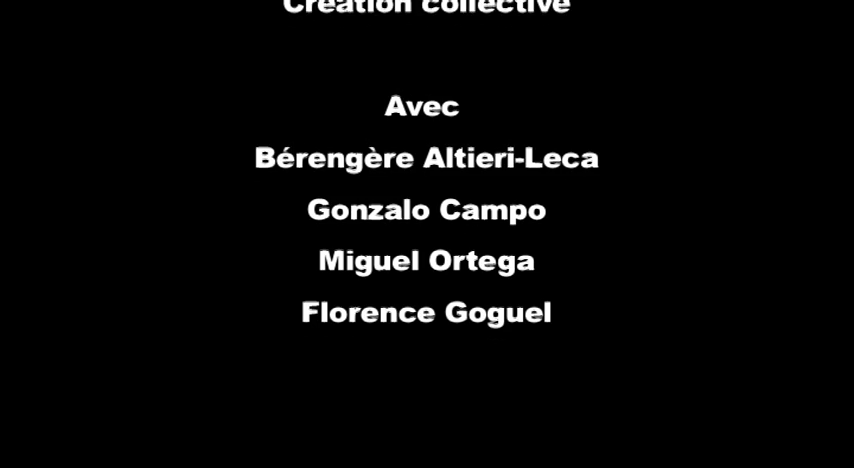 Création collective
Avec
Bérengère Altieri-Leca
Gonzalo Campo
Miguel Ortega
Florence Goguel